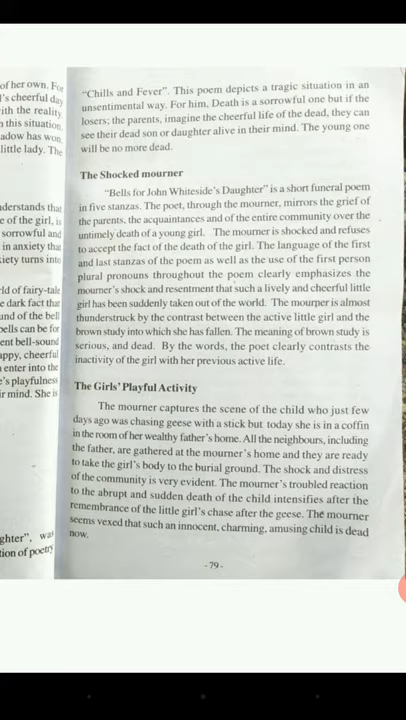 of her own. For
l's cheerful day
ith the reality
n this situation,
adow has won
little lady. The
nderstands that
e of the girl, is
sorrowful and
in anxiety that
xiety turns into
rld of fairy-tale
e dark fact that
und of the bell
bells can be for
ent bell-sound
appy, cheerful
enter into the
e's playfulness
ir mind. She is
ghter", was
tion of poetry
"Chills and Fever". This poem depicts a tragic situation in an
unsentimental way. For him, Death is a sorrowful one but if the
losers; the parents, imagine the cheerful life of the dead, they can
see their dead son or daughter alive in their mind. The young one
will be no more dead.
The Shocked mourner
"Bells for John Whiteside's Daughter" is a short funeral poem
in five stanzas. The poet, through the mourner, mirrors the grief of
the parents, the acquaintances and of the entire community over the
untimely death of a young girl. The mourner is shocked and refuses
to accept the fact of the death of the girl. The language of the first
and last stanzas of the poem as well as the use of the first person
plural pronouns throughout the poem clearly emphasizes the
mourner's shock and resentment that such a lively and cheerful little
girl has been suddenly taken out of the world. The mourner is almost
thunderstruck by the contrast between the active little girl and the
brown study into which she has fallen. The meaning of brown study is
serious, and dead. By the words, the poet clearly contrasts the
inactivity of the girl with her previous active life.
The Girls' Playful Activity
The mourner captures the scene of the child who just few
days ago was chasing geese with a stick but today she is in a coffin
in the room of her wealthy father's home. All the neighbours, including
the father, are gathered at the mourner's home and they are ready
to take the girl's body to the burial ground. The shock and distress
of the community is very evident. The mourner's troubled reaction
to the abrupt and sudden death of the child intensifies after the
remembrance of the little girl's chase after the geese. The mourner
seems vexed that such an innocent, charming, amusing child is dead
now.
- 79 -